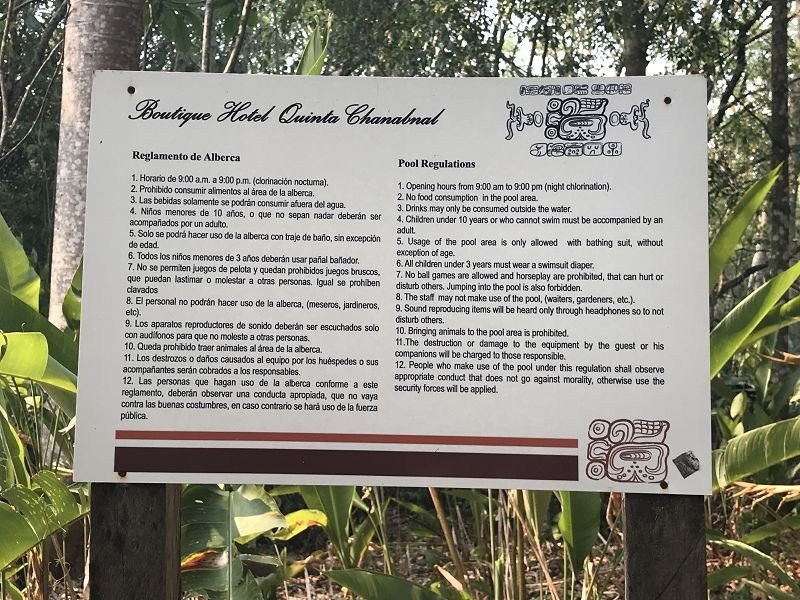 Boutique Hotel Quinta Chanabnal
Reglamento de Alberca
1. Horario de 9:00 a.m. a 9:00 p.m. (clorinación nocturna).
2. Prohibido consumir alimentos al área de la alberca.
3. Las bebidas solamente se podrán consumir afuera del agua.
4. Niños menores de 10 años, o que no sepan nadar deberán ser
acompañados por un adulto.
5. Solo se podrá hacer uso de la alberca con traje de baño, sin excepción
de edad.
6. Todos los niños menores de 3 años deberán usar pañal bañador.
7. No se permiten juegos de pelota y quedan prohibidos juegos bruscos,
que puedan lastimar o molestar a otras personas. Igual se prohiben
clavados
8. El personal no podrán hacer uso de la alberca, (meseros, jardineros,
etc).
9. Los aparatos reproductores de sonido deberán ser escuchados solo
con audífonos para que no moleste a otras personas.
10. Queda prohibido traer animales al área de la alberca.
11. Los destrozos o daños causados al equipo por los huéspedes o sus
acompañantes serán cobrados a los responsables.
12. Las personas que hagan uso de la alberca conforme a este
reglamento, deberán observar una conducta apropiada, que no vaya
contra las buenas costumbres, en caso contrario se hará uso de la fuerza
pública.
Pool Regulations
1. Opening hours from 9:00 am to 9:00 pm (night chlorination).
2. No food consumption in the pool area.
3. Drinks may only be consumed outside the water.
4. Children under 10 years or who cannot swim must be accompanied by an
adult.
5. Usage of the pool area is only allowed with bathing suit, without
exception of age.
6. All children under 3 years must wear a swimsuit diaper.
7. No ball games are allowed and horseplay are prohibited, that can hurt or
disturb others. Jumping into the pool is also forbidden.
8. The staff may not make use of the pool, (waiters, gardeners, etc.).
9. Sound reproducing items will be heard only through headphones so to not
disturb others.
10. Bringing animals to the pool area is prohibited.
11.The destruction or damage to the equipment by the guest or his
companions will be charged to those responsible.
12. People who make use of the pool under this regulation shall observe
appropriate conduct that does not go against morality, otherwise use the
security forces will be applied.